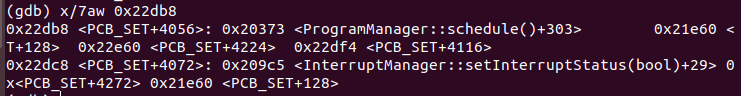 (gdb) x/7aw 0x22db8
0x22db8 <PCB_SET+4056>: 0x20373 <ProgramManager::schedule()+303>        0x21e60 <
T+128>  0x22e60 <PCB_SET+4224>  0x22df4 <PCB_SET+4116>
0x22dc8 <PCB_SET+4072>: 0x209c5 <InterruptManager::setInterruptStatus(bool)+29> 0
x<PCB_SET+4272> 0x21e60 <PCB_SET+128>